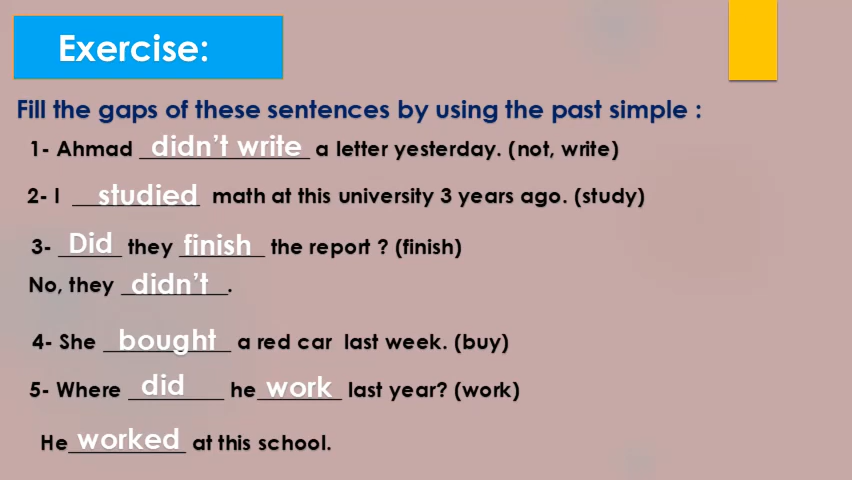 Exercise:
Fill the gaps of these sentences by using the past simple :
1- Ahmad didn't write a letter yesterday. (not, write)
2- I studied math at this university 3 years ago. (study)
3- Did they finish the report ? (finish)
No, they didn't.
4- She bought a red car last week. (buy)
5- Where did he work last year? (work)
He worked at this school.